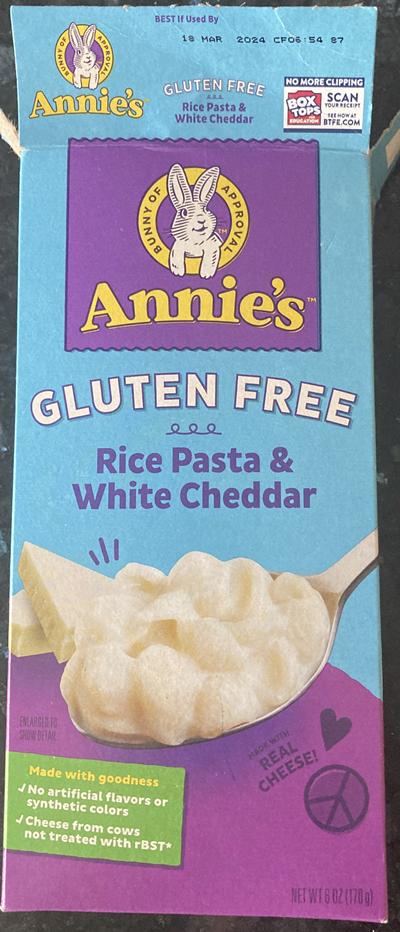 BEST If Used By
18 MAR 2024 CF06:54 87
BUNNY OF APPROVAL
Annie's
GLUTEN FREE
Rice Pasta &
White Cheddar
NO MORE CLIPPING
BOX TOPS FOR EDUCATION
SCAN
YOUR RECEIPT
SEE HOW AT
BTFE.COM
BUNNY OF APPROVAL
TM
Annie's™
GLUTEN FREE
Rice Pasta &
White Cheddar
ENLARGED TO
SHOW DETAIL
MADE WITH
REAL
CHEESE!
Made with goodness
✓No artificial flavors or
synthetic colors
✓Cheese from cows
not treated with rBST*
NET WT 6 OZ (170g)